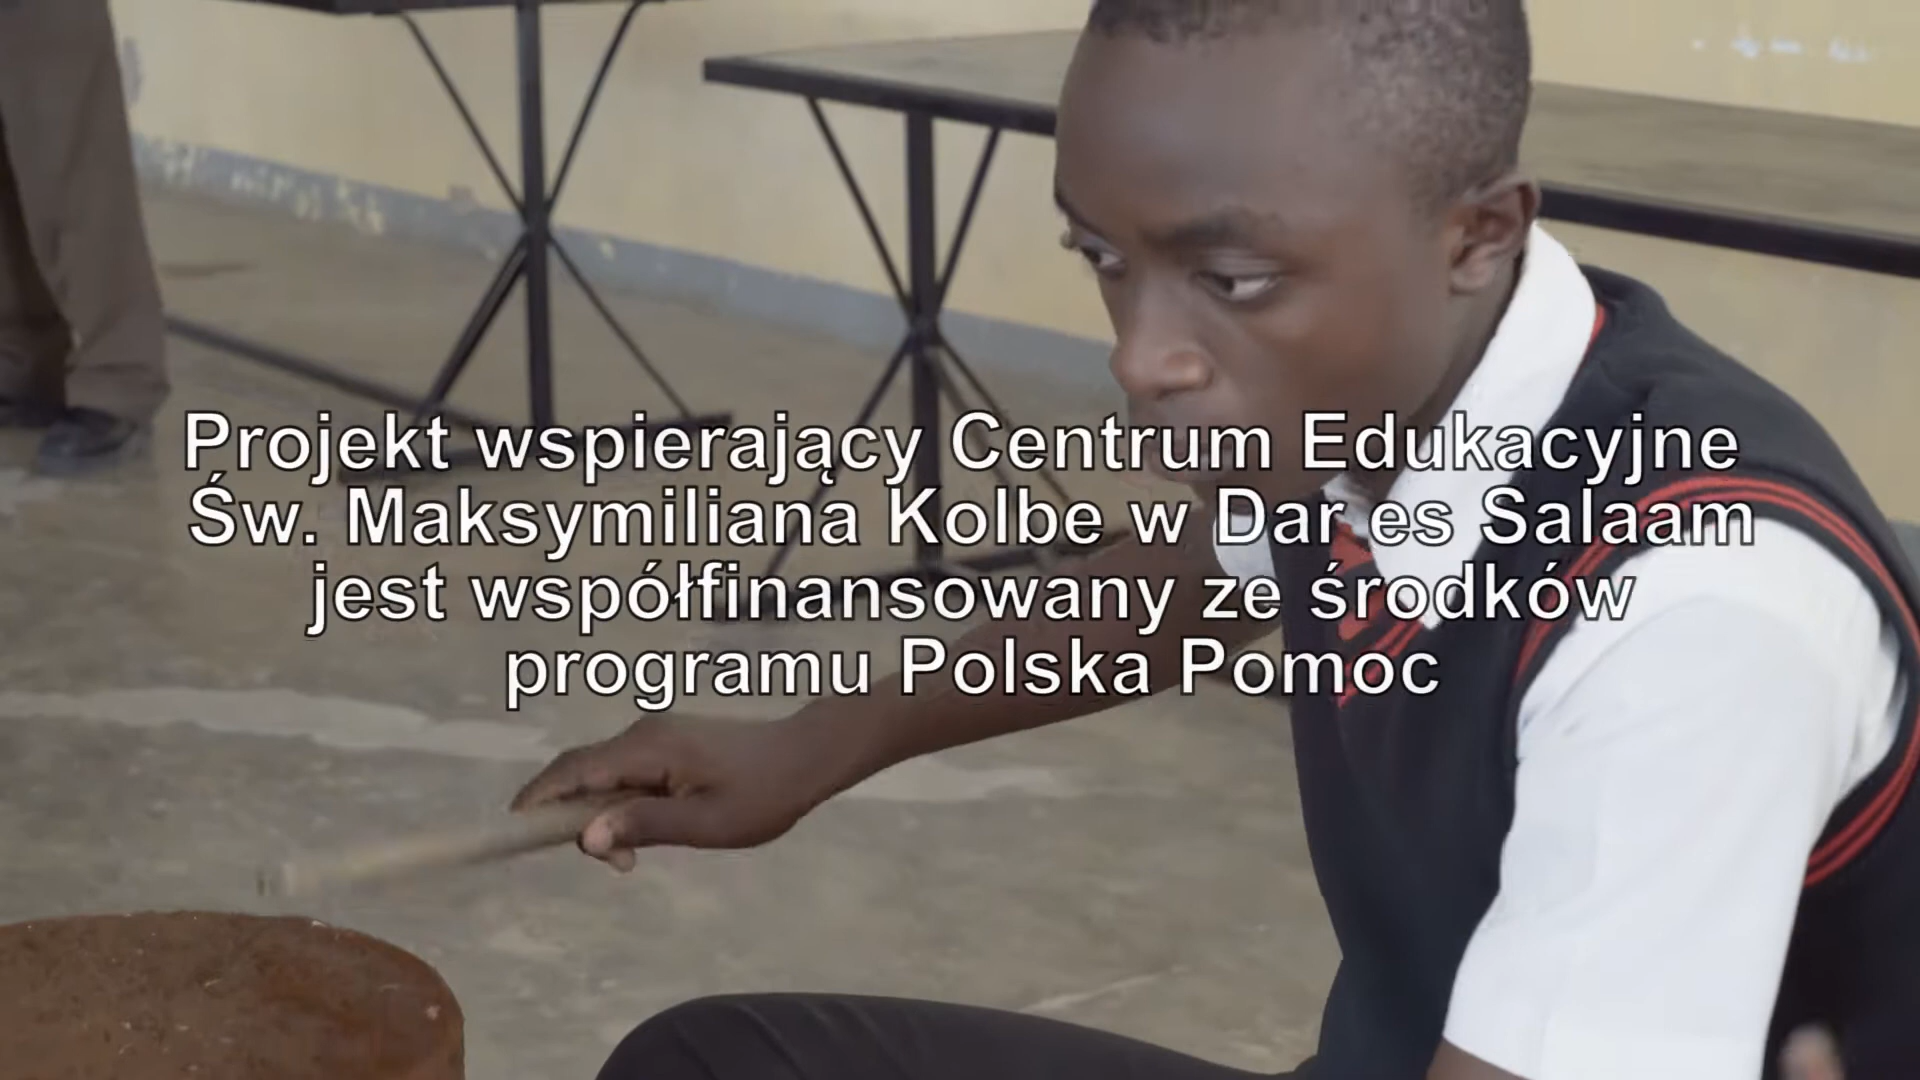 Projekt wspierający Centrum Edukacyjne
Św. Maksymiliana Kolbe w Dar es Salaam
jest współfinansowany ze środków
programu Polska Pomoc